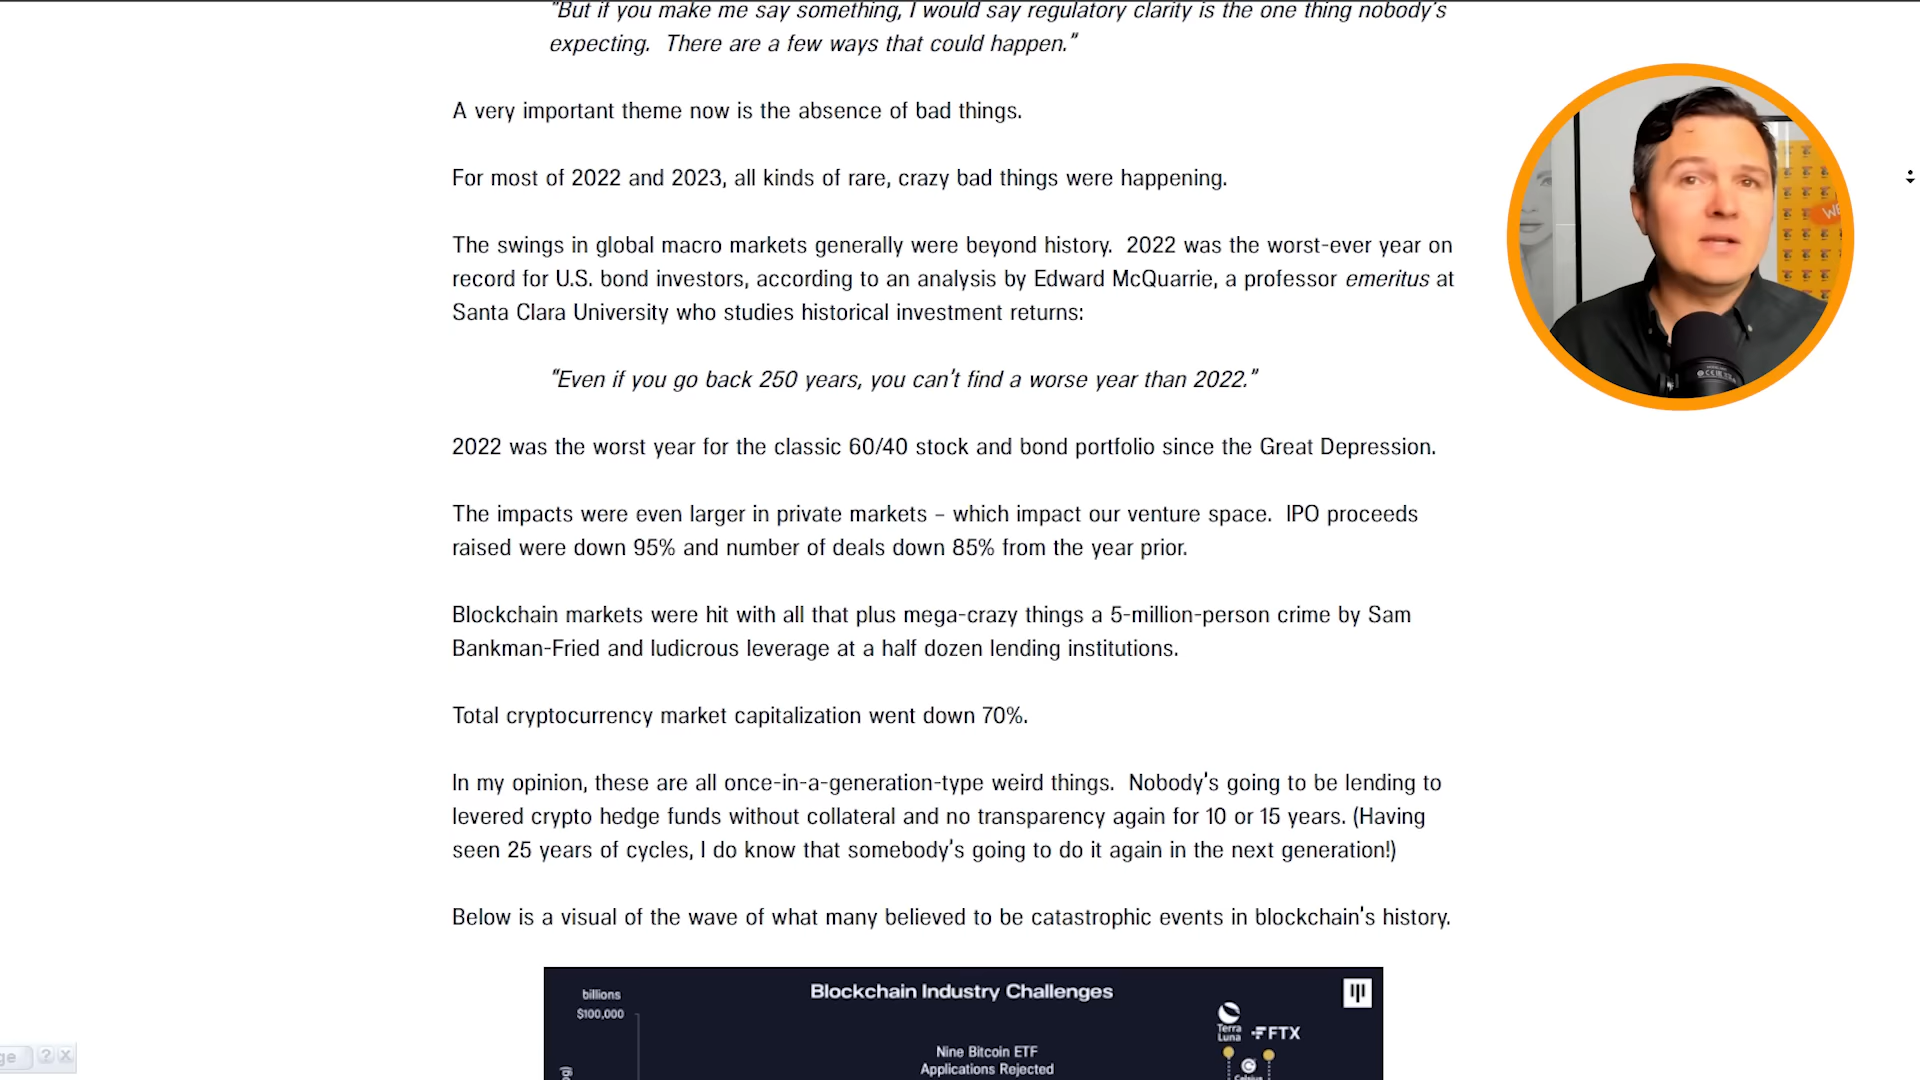 "But if you make me say something, I would say regulatory clarity is the one thing nobody's
expecting.  There are a few ways that could happen."
A very important theme now is the absence of bad things.
For most of 2022 and 2023, all kinds of rare, crazy bad things were happening.
The swings in global macro markets generally were beyond history.  2022 was the worst-ever year on
record for U.S. bond investors, according to an analysis by Edward McQuarrie, a professor emeritus at
Santa Clara University who studies historical investment returns:
"Even if you go back 250 years, you can't find a worse year than 2022."
2022 was the worst year for the classic 60/40 stock and bond portfolio since the Great Depression.
The impacts were even larger in private markets – which impact our venture space.  IPO proceeds
raised were down 95% and number of deals down 85% from the year prior.
Blockchain markets were hit with all that plus mega-crazy things a 5-million-person crime by Sam
Bankman-Fried and ludicrous leverage at a half dozen lending institutions.
Total cryptocurrency market capitalization went down 70%.
In my opinion, these are all once-in-a-generation-type weird things.  Nobody's going to be lending to
levered crypto hedge funds without collateral and no transparency again for 10 or 15 years. (Having
seen 25 years of cycles, I do know that somebody's going to do it again in the next generation!)
Below is a visual of the wave of what many believed to be catastrophic events in blockchain's history.
Blockchain Industry Challenges
billions
$100,000
Terra
Luna
FTX
Nine Bitcoin ETF
Applications Rejected
Celsius
ge ? X
WE